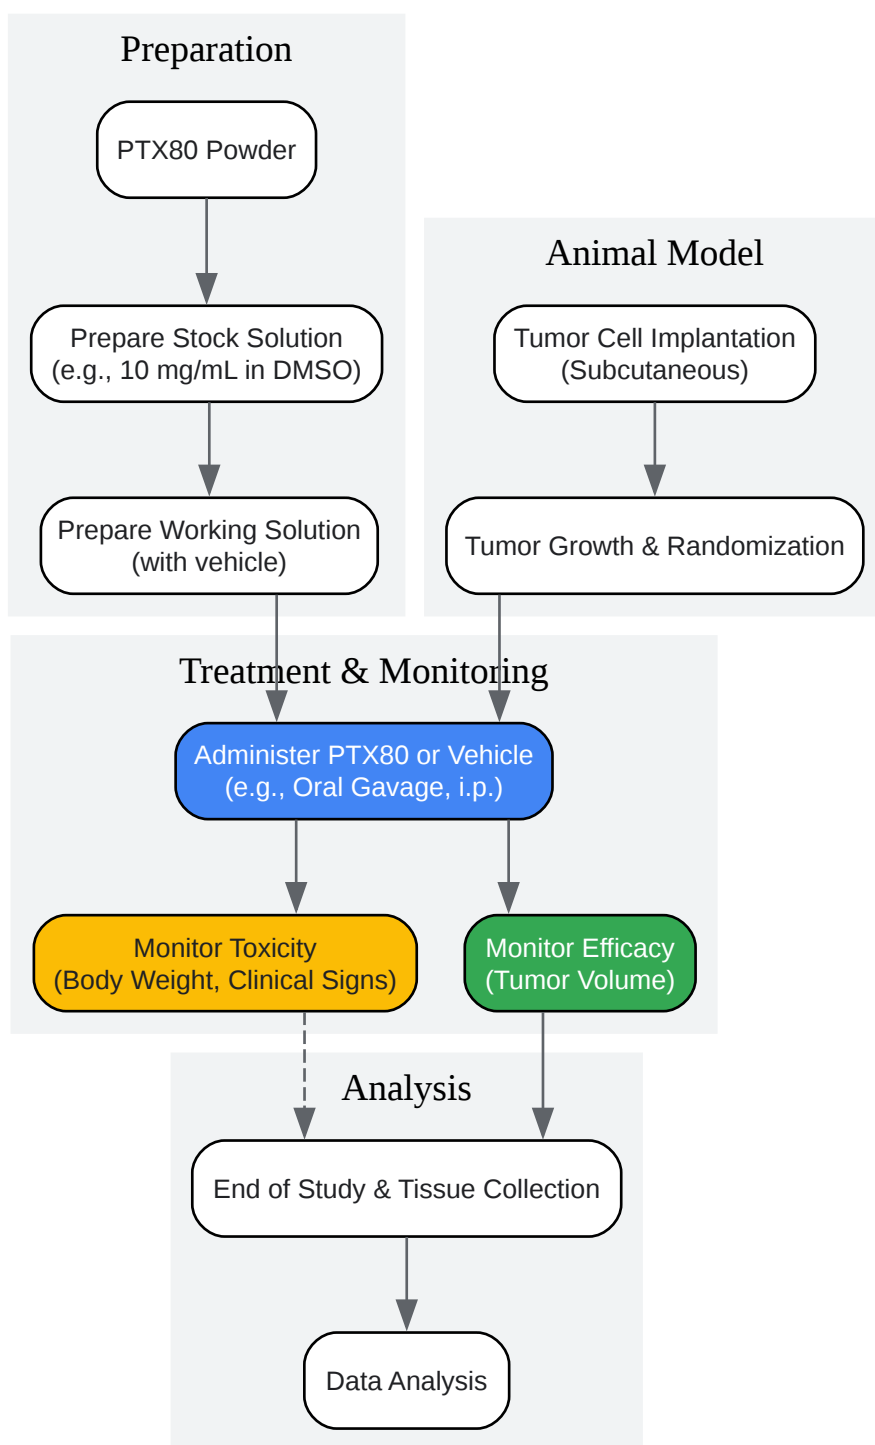 Preparation
PTX80 Powder
Prepare Stock Solution
(e.g., 10 mg/mL in DMSO)
Prepare Working Solution
(with vehicle)
Animal Model
Tumor Cell Implantation
(Subcutaneous)
Tumor Growth & Randomization
Treatment & Monitoring
Administer PTX80 or Vehicle
(e.g., Oral Gavage, i.p.)
Monitor Toxicity
(Body Weight, Clinical Signs)
Monitor Efficacy
(Tumor Volume)
Analysis
End of Study & Tissue Collection
Data Analysis